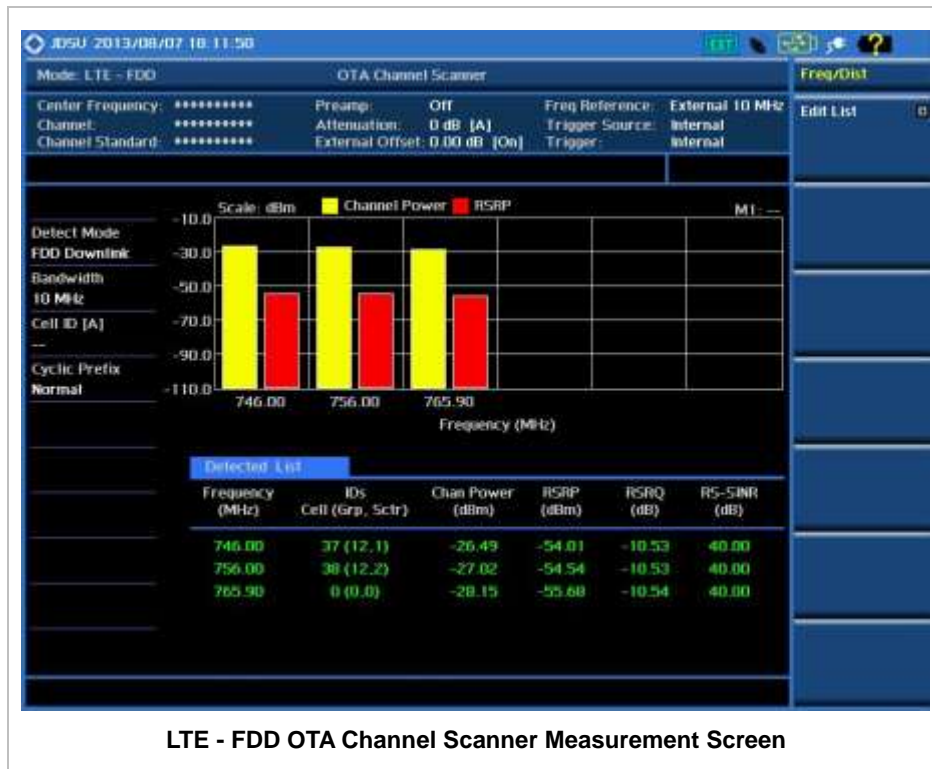 JDSU 2013/08/07 18:11:50
EXT
?
Mode: LTE - FDD
OTA Channel Scanner
Freq/Dist
Center Frequency: **********
Channel: **********
Channel Standard: **********
Preamp: Off
Attenuation: 0 dB [A]
External Offset: 0.00 dB [On]
Freq Reference: External 10 MHz
Trigger Source: Internal
Trigger: Internal
Edit List
Scale: dBm
Channel Power
RSRP
M1: --
Detect Mode
FDD Downlink
Bandwidth
10 MHz
Cell ID [A]
--
Cyclic Prefix
Normal
-10.0
-30.0
-50.0
-70.0
-90.0
-110.0
746.00 756.00 765.90
Frequency (MHz)
Detected List
Frequency (MHz) IDs Cell (Grp, Sctr) Chan Power (dBm) RSRP (dBm) RSRQ (dB) RS-SINR (dB)
746.00 37 (12,1) -26.49 -54.01 -10.53 40.00
756.00 38 (12,2) -27.02 -54.54 -10.53 40.00
765.90 0 (0,0) -28.15 -55.68 -10.54 40.00
LTE - FDD OTA Channel Scanner Measurement Screen